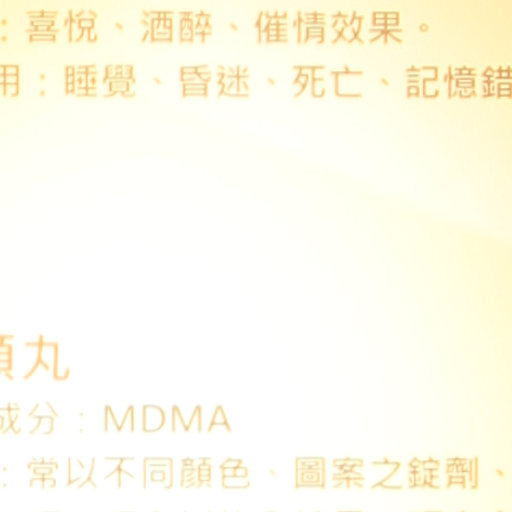 ：喜悅、酒醉、催情效果。
用：睡覺、昏迷、死亡、記憶錯
頭丸
成分：MDMA
：常以不同顏色、圖案之錠劑、